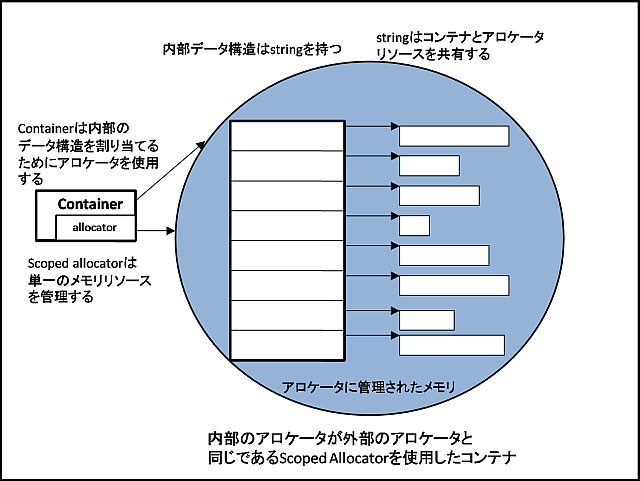 内部データ構造はstringを持つ
stringはコンテナとアロケータ
リソースを共有する
Containerは内部の
データ構造を割り当てる
ためにアロケータを使用
する
Container
allocator
Scoped allocatorは
単一のメモリリソース
を管理する
アロケータに管理されたメモリ
内部のアロケータが外部のアロケータと
同じであるScoped Allocatorを使用したコンテナ